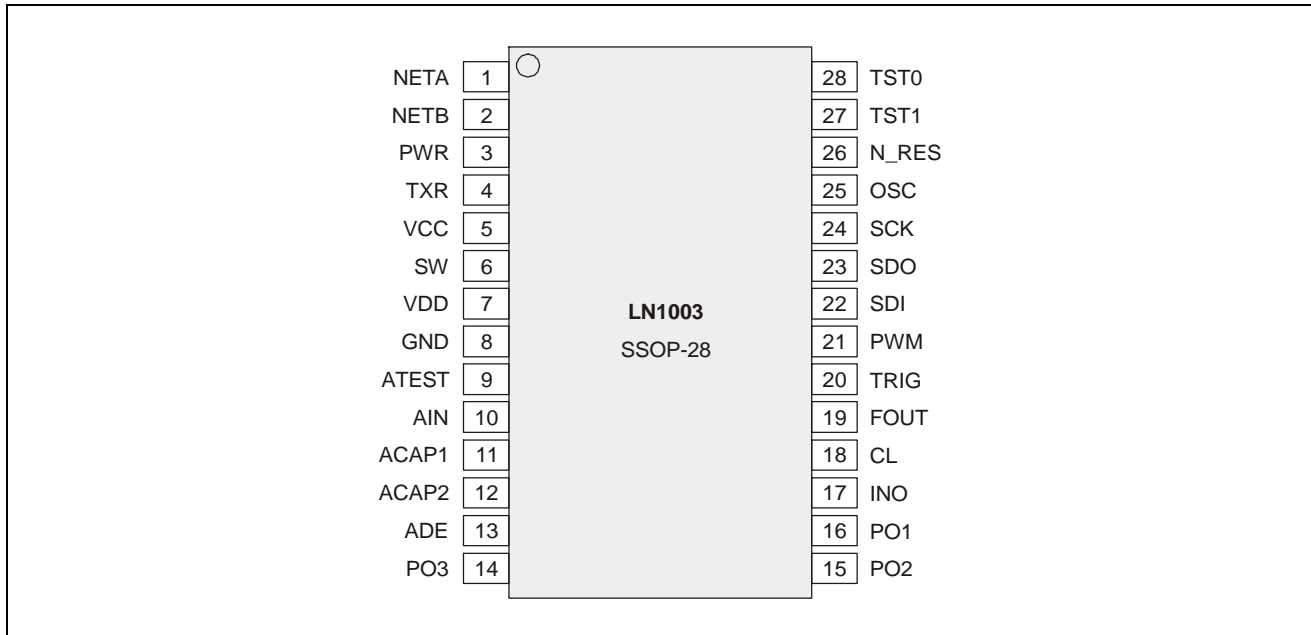 NETA 1 28 TST0
NETB 2 27 TST1
PWR 3 26 N_RES
TXR 4 25 OSC
VCC 5 24 SCK
SW 6 23 SDO
VDD 7 22 SDI
LN1003
GND 8 21 PWM
SSOP-28
ATEST 9 20 TRIG
AIN 10 19 FOUT
ACAP1 11 18 CL
ACAP2 12 17 INO
ADE 13 16 PO1
PO3 14 15 PO2